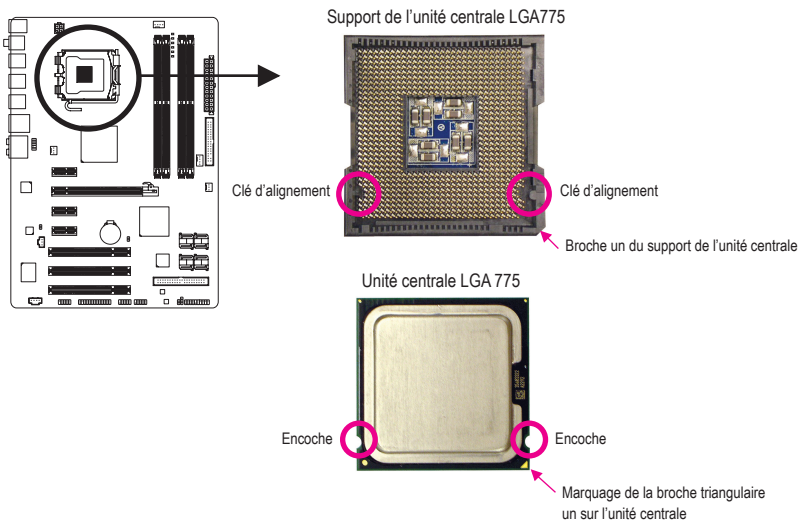 Support de l'unité centrale LGA775
Clé d'alignement
Clé d'alignement
Broche un du support de l'unité centrale
Unité centrale LGA 775
Encoche
Encoche
Marquage de la broche triangulaire
un sur l'unité centrale